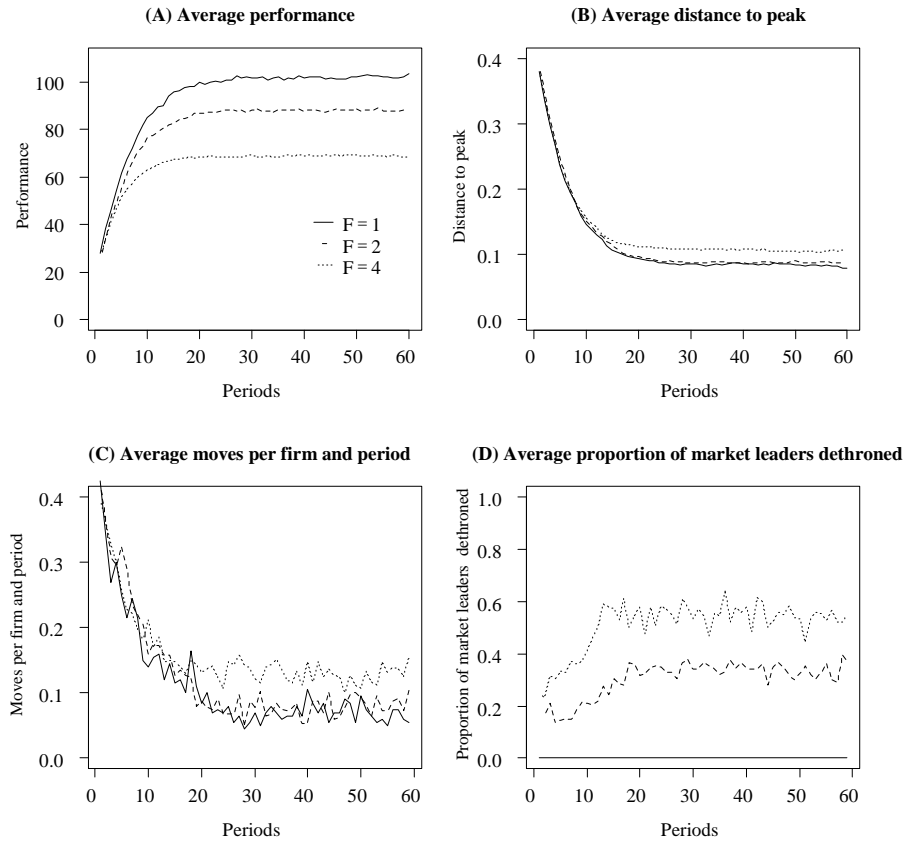 (A) Average performance
Performance
100
80
60
40
20
0
F = 1
F = 2
F = 4
0 10 20 30 40 50 60
Periods
(B) Average distance to peak
Distance to peak
0.4
0.3
0.2
0.1
0.0
0 10 20 30 40 50 60
Periods
(C) Average moves per firm and period
Moves per firm and period
0.4
0.3
0.2
0.1
0.0
0 10 20 30 40 50 60
Periods
(D) Average proportion of market leaders dethroned
Proportion of market leaders dethroned
1.0
0.8
0.6
0.4
0.2
0.0
0 10 20 30 40 50 60
Periods